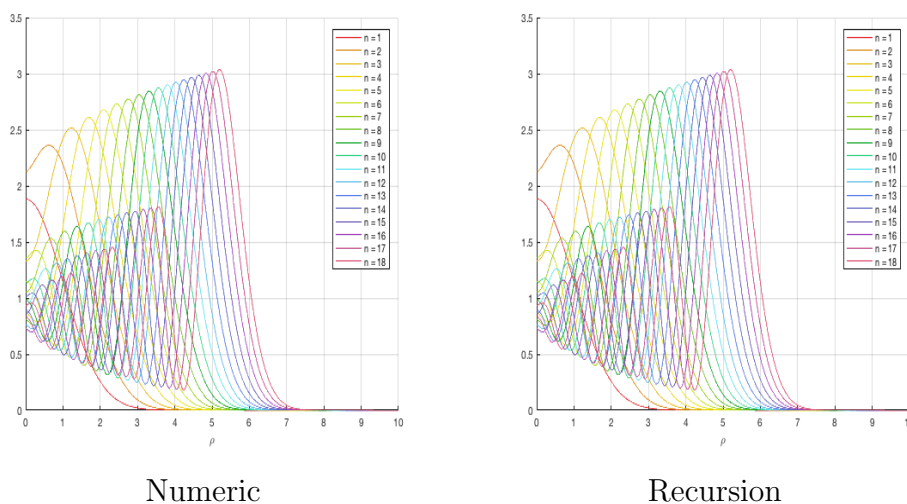 3.5
3
2.5
2
1.5
1
0.5
0
0 1 2 3 4 5 6 7 8 9 10
ρ
n = 1
n = 2
n = 3
n = 4
n = 5
n = 6
n = 7
n = 8
n = 9
n = 10
n = 11
n = 12
n = 13
n = 14
n = 15
n = 16
n = 17
n = 18
Numeric
3.5
3
2.5
2
1.5
1
0.5
0
0 1 2 3 4 5 6 7 8 9 10
ρ
n = 1
n = 2
n = 3
n = 4
n = 5
n = 6
n = 7
n = 8
n = 9
n = 10
n = 11
n = 12
n = 13
n = 14
n = 15
n = 16
n = 17
n = 18
Recursion